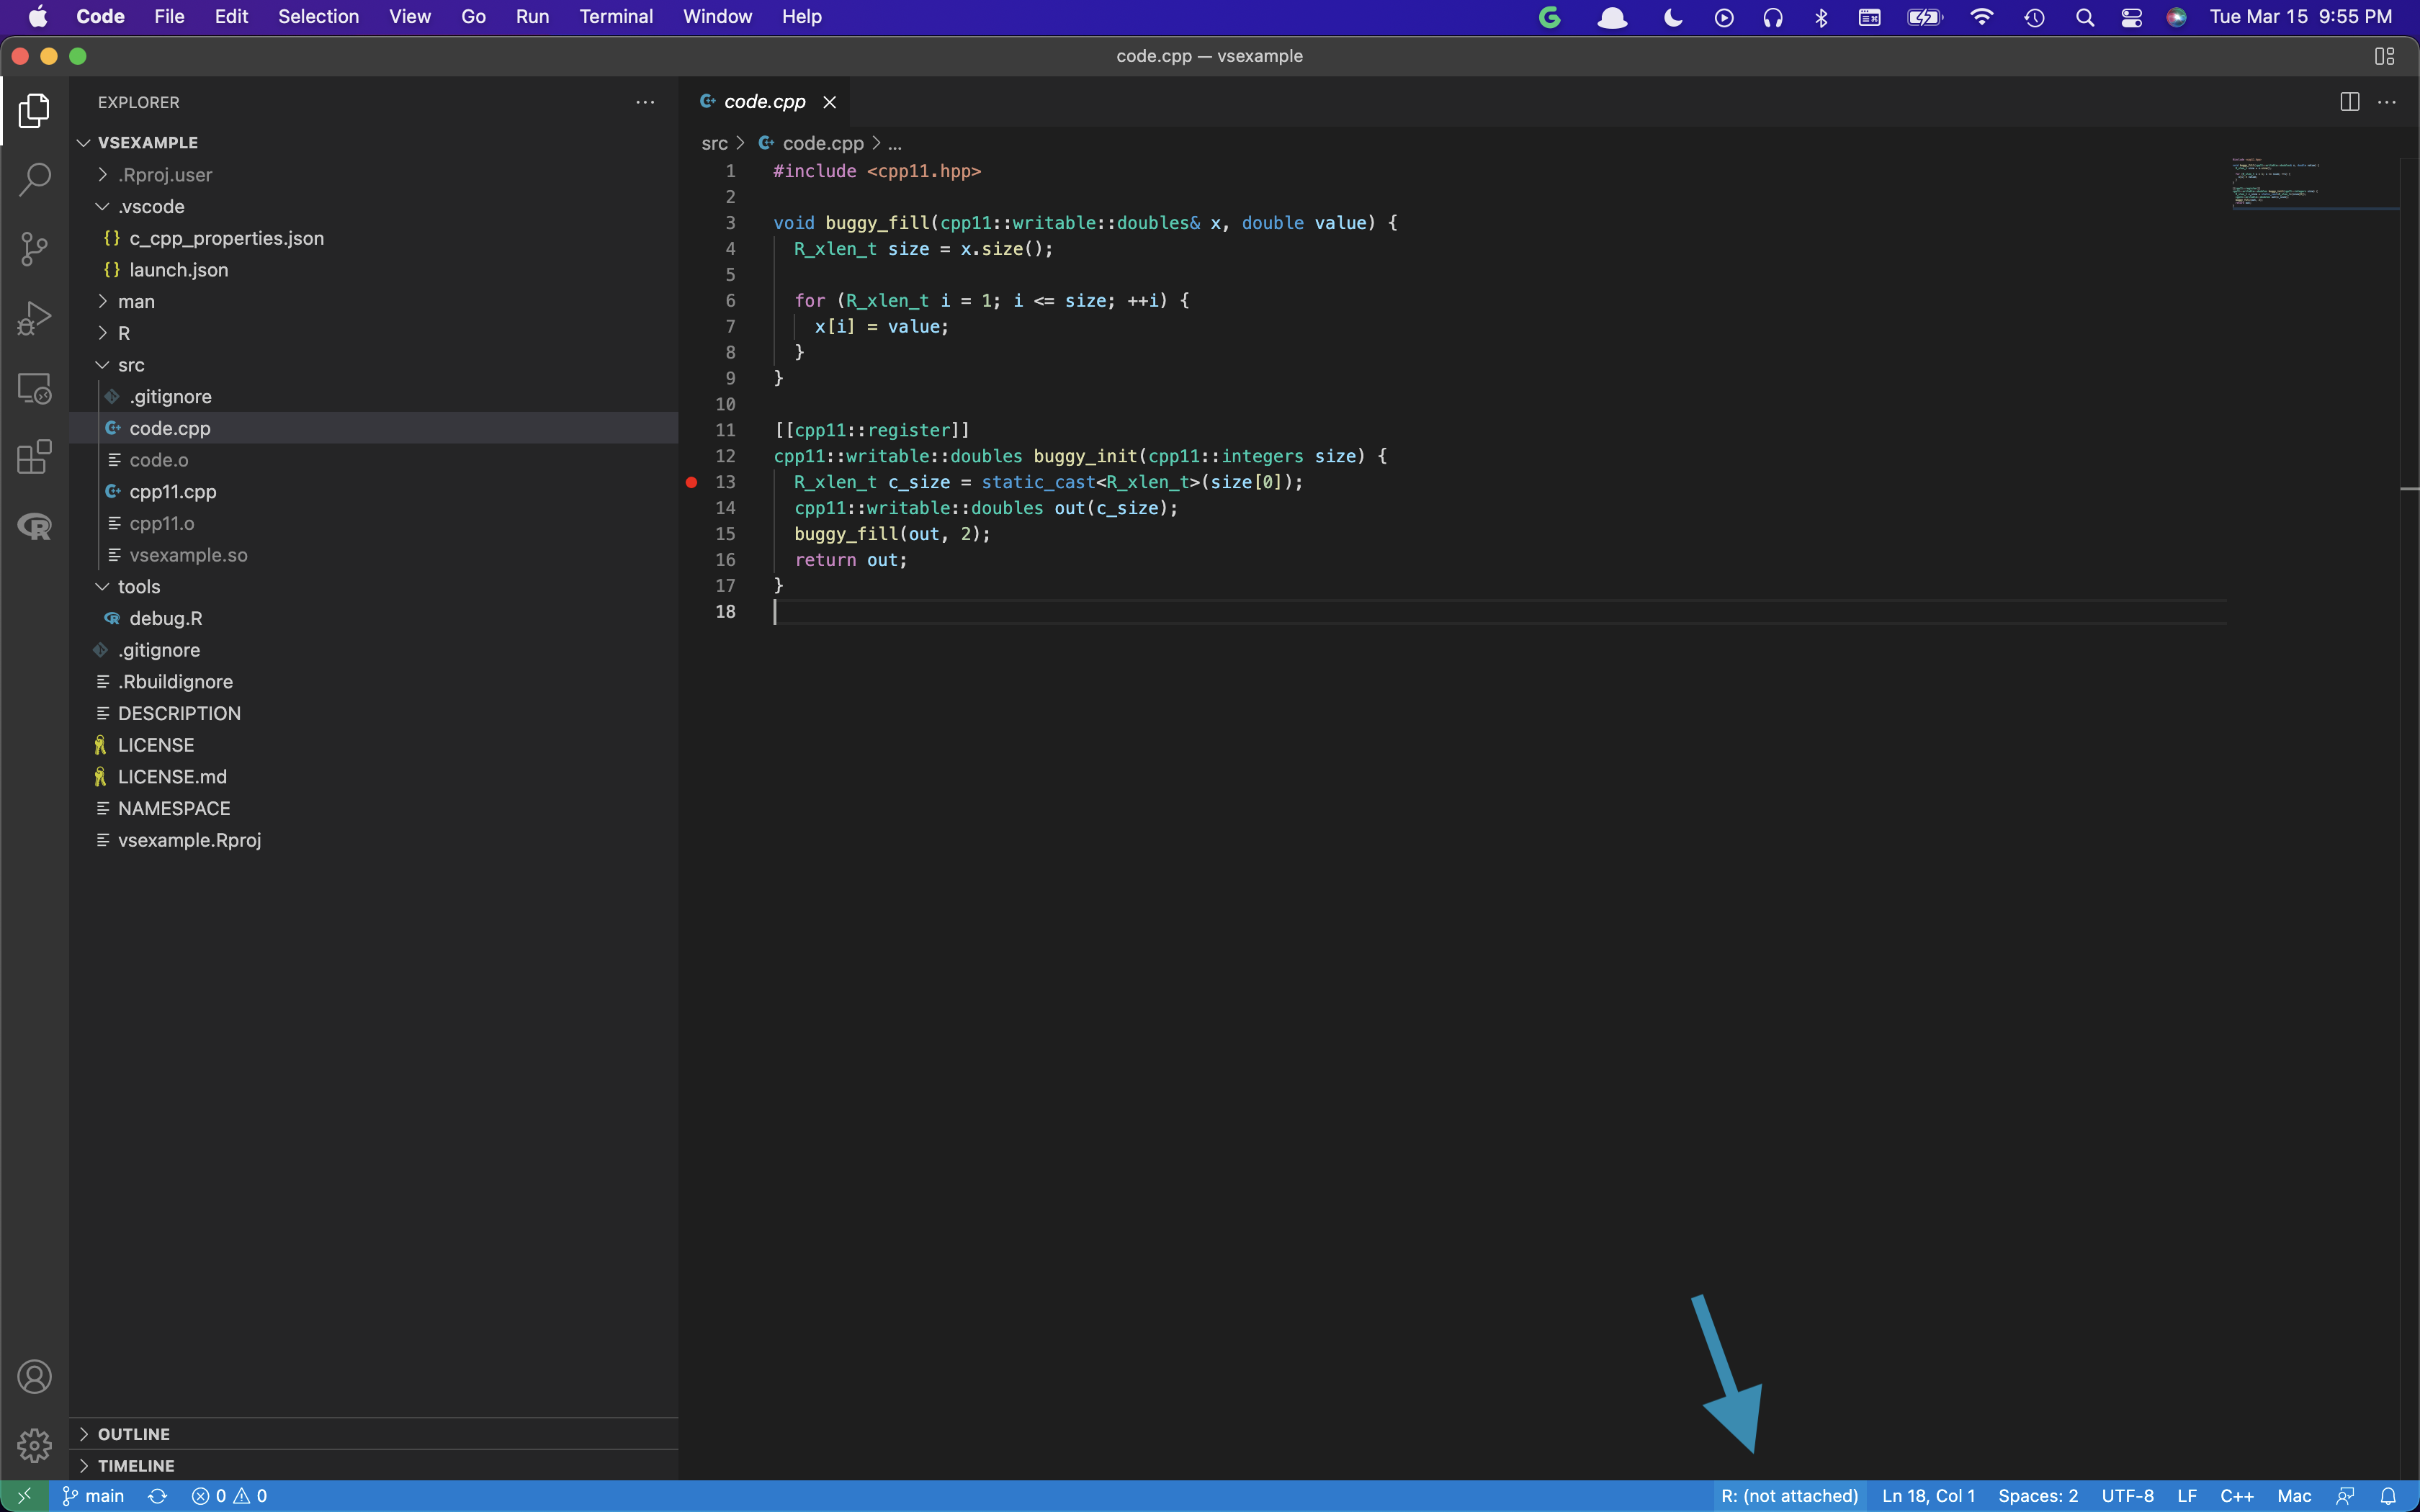 Code File Edit Selection View Go Run Terminal Window Help Tue Mar 15 9:55 PM
code.cpp — vsexample
EXPLORER
VSEXAMPLE
.Rproj.user
.vscode
{} c_cpp_properties.json
{} launch.json
man
R
src
.gitignore
code.cpp
code.o
cpp11.cpp
cpp11.o
vsexample.so
tools
debug.R
.gitignore
.Rbuildignore
DESCRIPTION
LICENSE
LICENSE.md
NAMESPACE
vsexample.Rproj
OUTLINE
TIMELINE
code.cpp
src > code.cpp > ...
1 #include <cpp11.hpp>
2
3 void buggy_fill(cpp11::writable::doubles& x, double value) {
4 R_xlen_t size = x.size();
5
6 for (R_xlen_t i = 1; i <= size; ++i) {
7 x[i] = value;
8 }
9 }
10
11 [[cpp11::register]]
12 cpp11::writable::doubles buggy_init(cpp11::integers size) {
13 R_xlen_t c_size = static_cast<R_xlen_t>(size[0]);
14 cpp11::writable::doubles out(c_size);
15 buggy_fill(out, 2);
16 return out;
17 }
18
main 0 0 R: (not attached) Ln 18, Col 1 Spaces: 2 UTF-8 LF C++ Mac